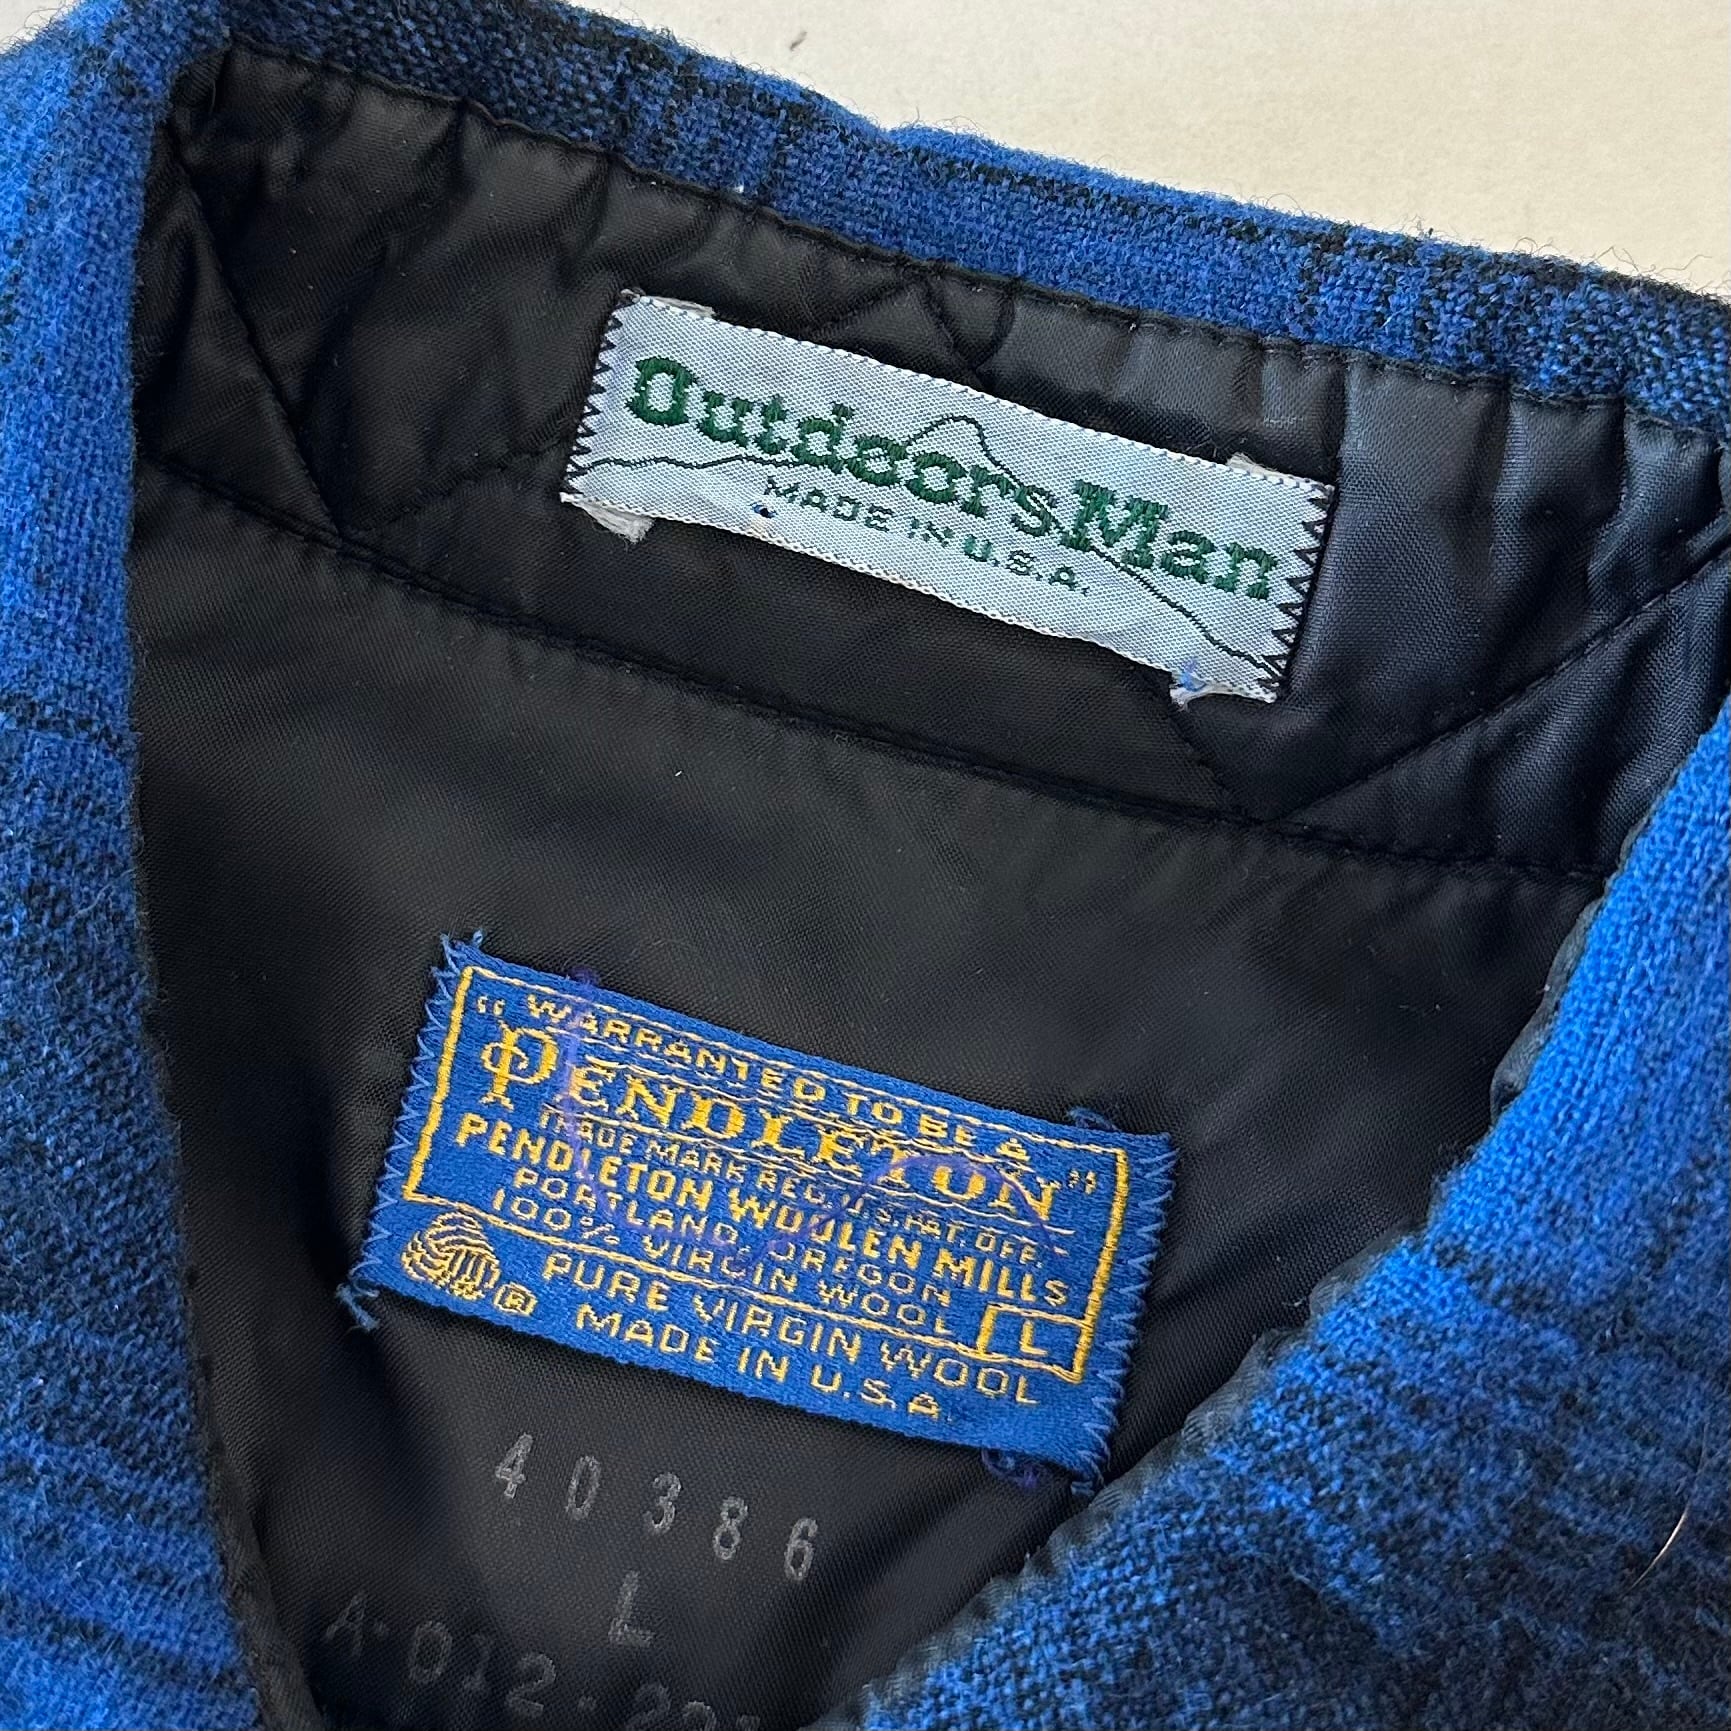 OutdoorsMan
MADE IN U.S.A.
"WARRANTED TO BE A
PENDLETON"
TRADE MARK REG. U.S. PAT. OFF.
PENDLETON WOOLEN MILLS
PORTLAND, OREGON
100% VIRGIN WOOL
L
PURE VIRGIN WOOL
®
MADE IN U.S.A.
40386
L
A-012-